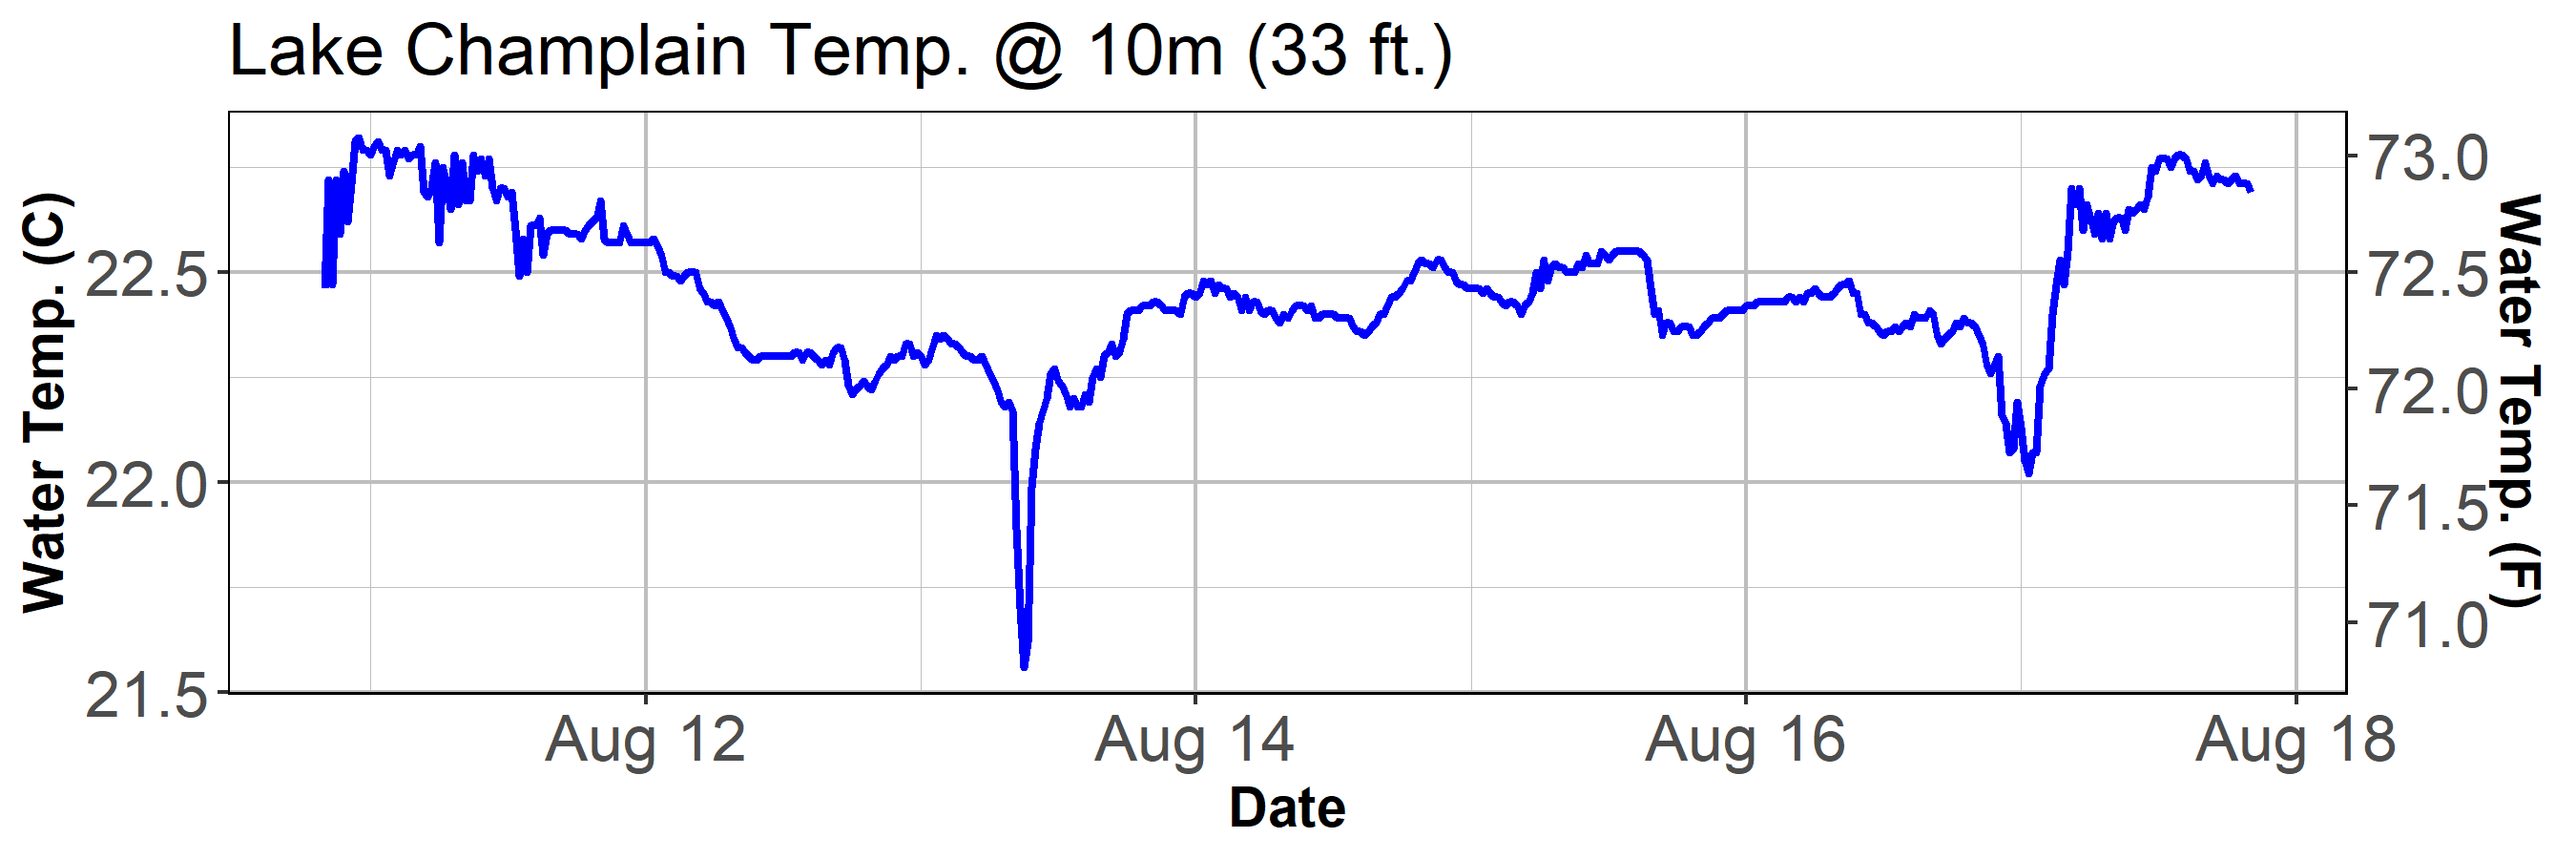 Lake Champlain Temp. @ 10m (33 ft.)
Water Temp. (C)
22.5
22.0
21.5
73.0
72.5
72.0
71.5
71.0
Water Temp. (F)
Aug 12 Aug 14 Aug 16 Aug 18
Date